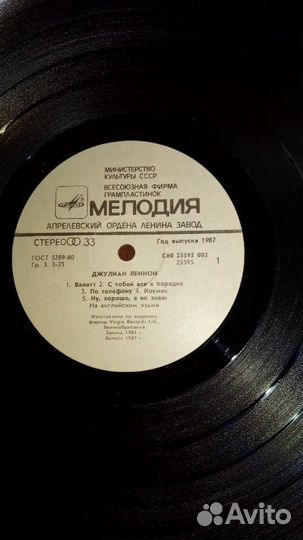 МИНИСТЕРСТВО
КУЛЬТУРЫ СССР
ВСЕСОЮЗНАЯ ФИРМА
ГРАМПЛАСТИНОК
МЕЛОДИЯ
АПРЕЛЕВСКИЙ ОРДЕНА ЛЕНИНА ЗАВОД
СТЕРЕО 33
Год выпуска 1987
ГОСТ 5289-80
Гр. 3. 3-25
С60 25595 002
25595
1
ДЖУЛИАН ЛЕННОН
1. Валотт 2. С тобой все в порядке
3. По телефону 4. Космос
5. Ну, хорошо, я не знаю
На английском языке
Изготовлено по лицензии
фирмы Virgin Records Ltd,
Великобритания
Запись 1984 г.
Выпуск 1987 г.
Avito